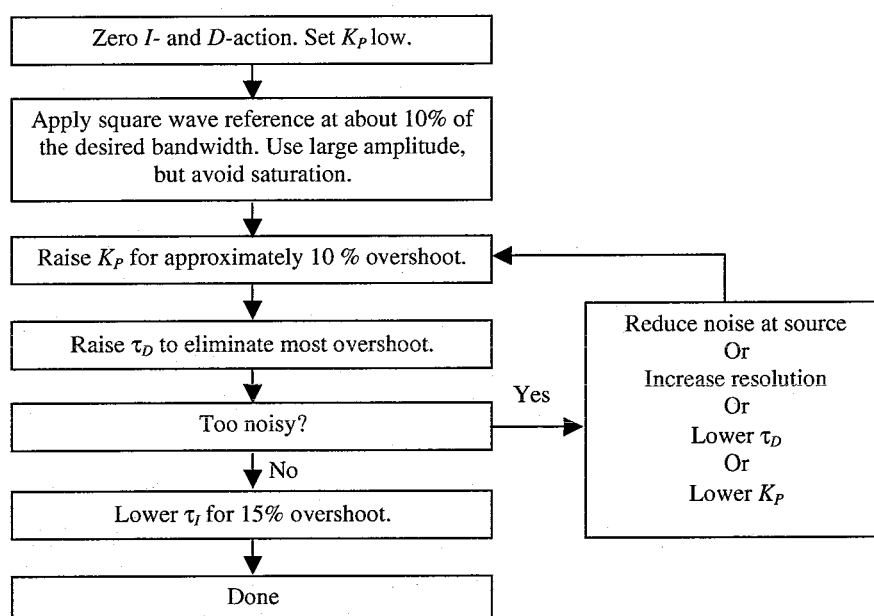 Zero I- and D-action. Set K_P low.
Apply square wave reference at about 10% of
the desired bandwidth. Use large amplitude,
but avoid saturation.
Raise K_P for approximately 10 % overshoot.
Raise τ_D to eliminate most overshoot.
Too noisy?
Yes
No
Lower τ_I for 15% overshoot.
Done
Reduce noise at source
Or
Increase resolution
Or
Lower τ_D
Or
Lower K_P